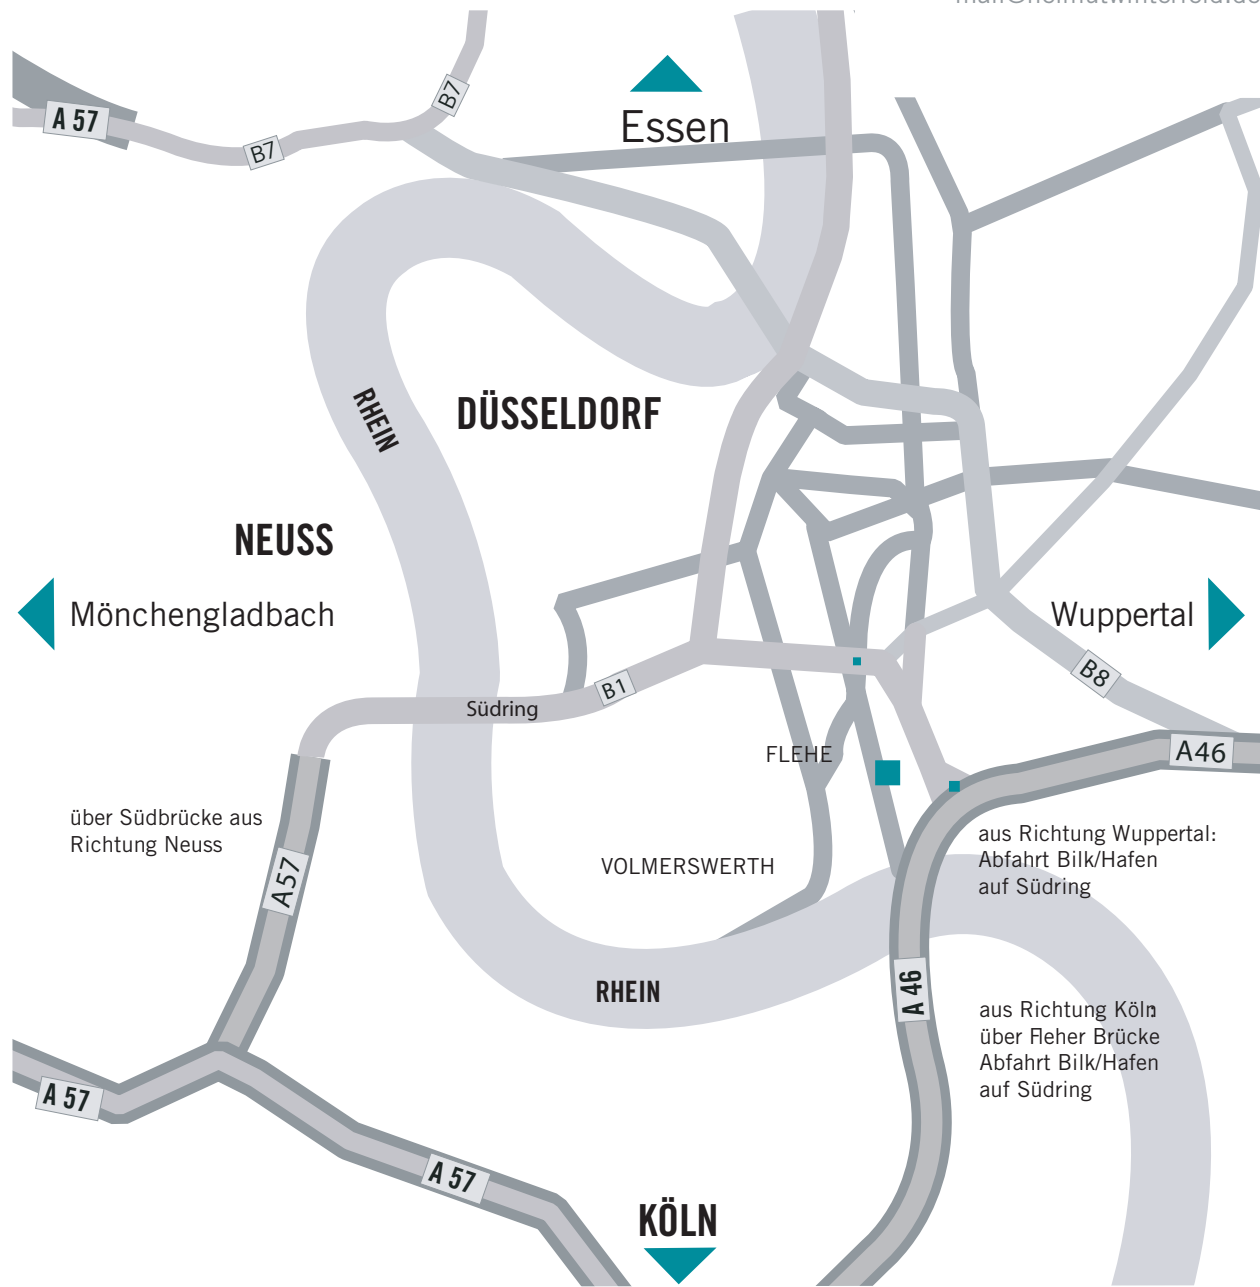 A 57
B7
B7
Essen
RHEIN
DÜSSELDORF
NEUSS
Mönchengladbach
Wuppertal
B1
B8
Südring
FLEHE
A46
über Südbrücke aus
Richtung Neuss
aus Richtung Wuppertal:
Abfahrt Bilk/Hafen
auf Südring
VOLMERSWERTH
A57
RHEIN
A 46
aus Richtung Köln:
über Fleher Brücke
Abfahrt Bilk/Hafen
auf Südring
A 57
A 57
KÖLN